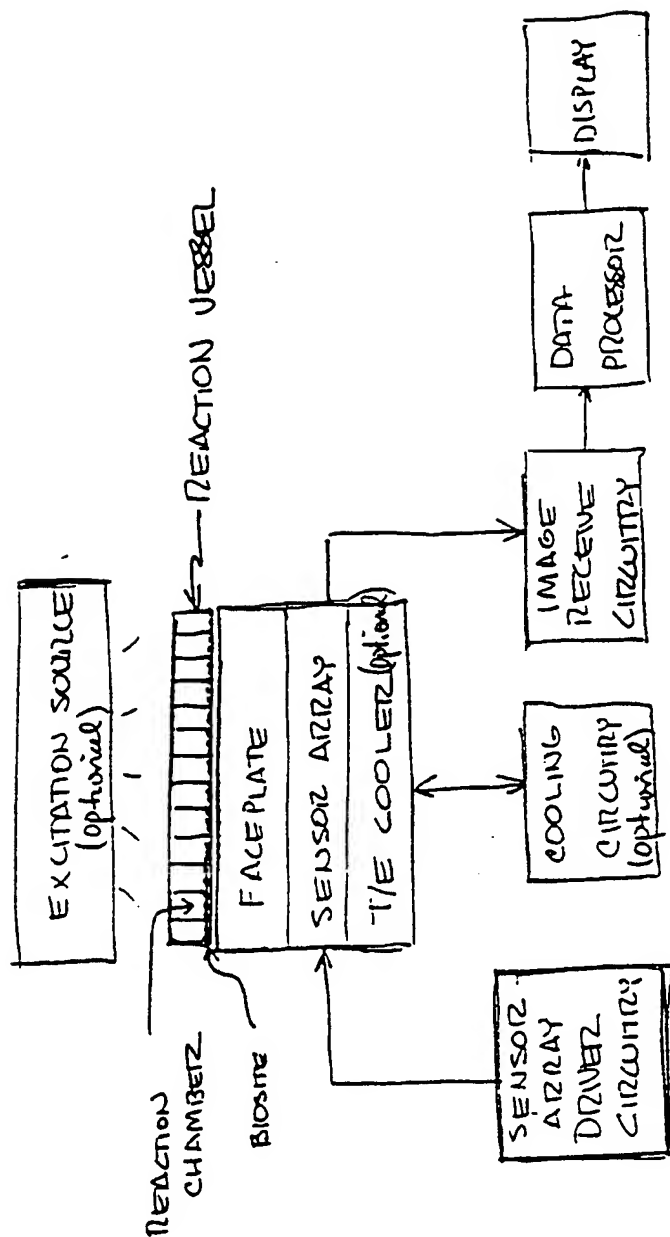 EXCITATION SOURCE
(optional)
REACTION VESSEL
REACTION
CHAMBER
BIOSITE
FACEPLATE
SENSOR ARRAY
T/E COOLER (optional)
SENSOR
ARRAY
DRIVER
CIRCUITRY
COOLING
CIRCUITRY
(optional)
IMAGE
RECEIVE
CIRCUITRY
DATA
PROCESSOR
DISPLAY